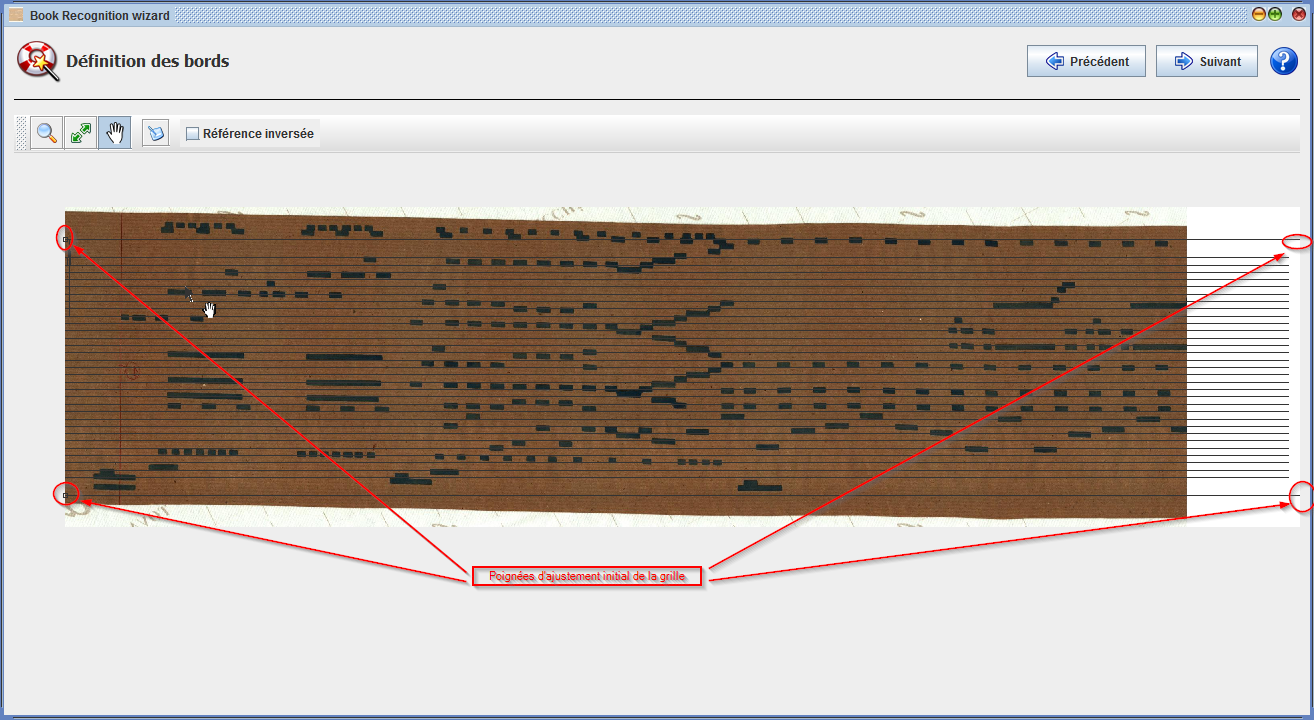 Book Recognition wizard
Définition des bords
Précédent
Suivant
?
Référence inversée
Poignées d'ajustement initial de la grille